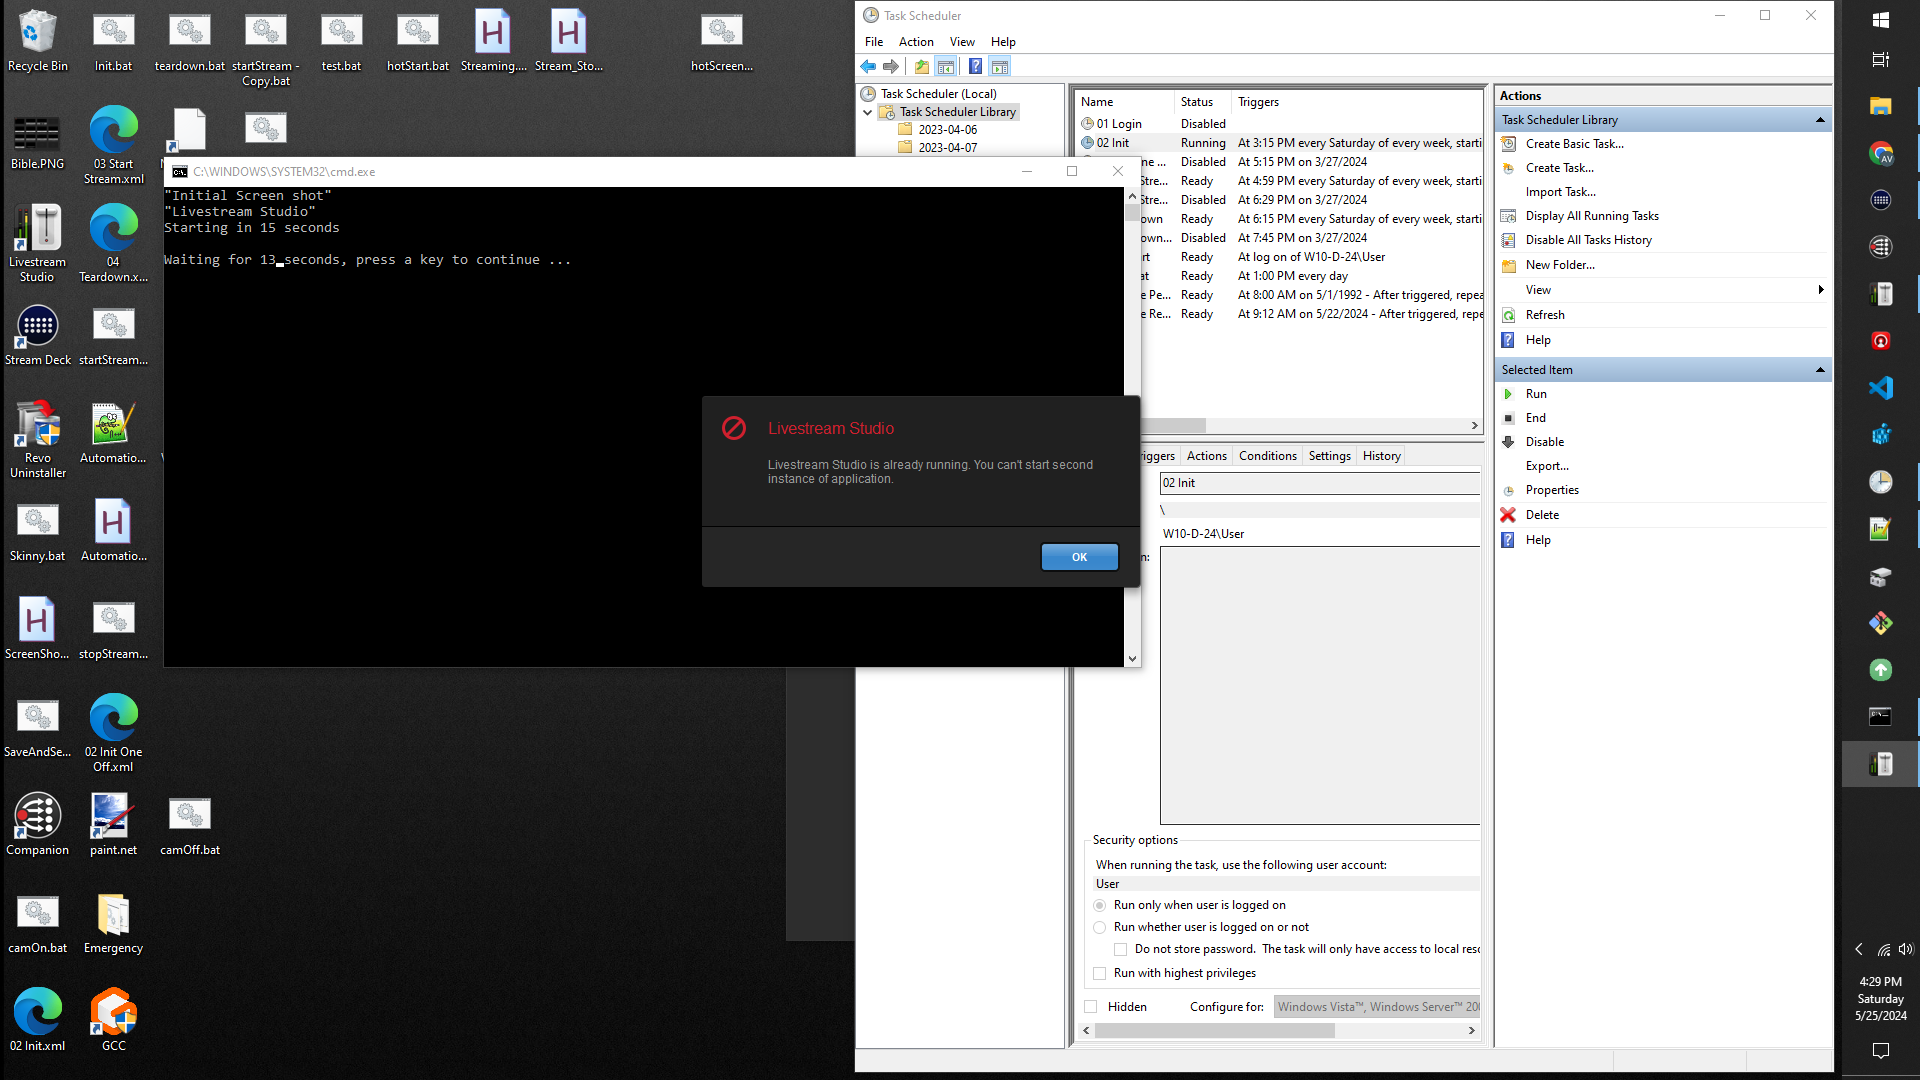 Recycle Bin
Init.bat
teardown.bat
startStream - Copy.bat
test.bat
hotStart.bat
Streaming....
Stream_Sto...
hotScreen...
Bible.PNG
03 Start Stream.xml
Livestream Studio
04 Teardown.x...
Stream Deck
startStream...
Revo Uninstaller
Automatio...
Skinny.bat
Automatio...
ScreenSho...
stopStream...
SaveAndSe...
02 Init One Off.xml
Companion
paint.net
camOff.bat
camOn.bat
Emergency
02 Init.xml
GCC
C:\WINDOWS\SYSTEM32\cmd.exe
"Initial Screen shot"
"Livestream Studio"
Starting in 15 seconds
Waiting for 13 seconds, press a key to continue ...
Livestream Studio
Livestream Studio is already running. You can't start second
instance of application.
OK
Task Scheduler
File Action View Help
Task Scheduler (Local)
Task Scheduler Library
2023-04-06
2023-04-07
Name Status Triggers
01 Login Disabled
02 Init Running At 3:15 PM every Saturday of every week, starti
ne ... Disabled At 5:15 PM on 3/27/2024
Stre... Ready At 4:59 PM every Saturday of every week, starti
Stre... Disabled At 6:29 PM on 3/27/2024
own Ready At 6:15 PM every Saturday of every week, starti
own... Disabled At 7:45 PM on 3/27/2024
rt Ready At log on of W10-D-24\User
at Ready At 1:00 PM every day
e Pe... Ready At 8:00 AM on 5/1/1992 - After triggered, repea
e Re... Ready At 9:12 AM on 5/22/2024 - After triggered, repe
riggers Actions Conditions Settings History
02 Init
\
W10-D-24\User
n:
Security options
When running the task, use the following user account:
User
Run only when user is logged on
Run whether user is logged on or not
Do not store password. The task will only have access to local resc
Run with highest privileges
Hidden Configure for: Windows Vista™, Windows Server™ 200
Actions
Task Scheduler Library
Create Basic Task...
Create Task...
Import Task...
Display All Running Tasks
Disable All Tasks History
New Folder...
View
Refresh
Help
Selected Item
Run
End
Disable
Export...
Properties
Delete
Help
AV
4:29 PM
Saturday
5/25/2024